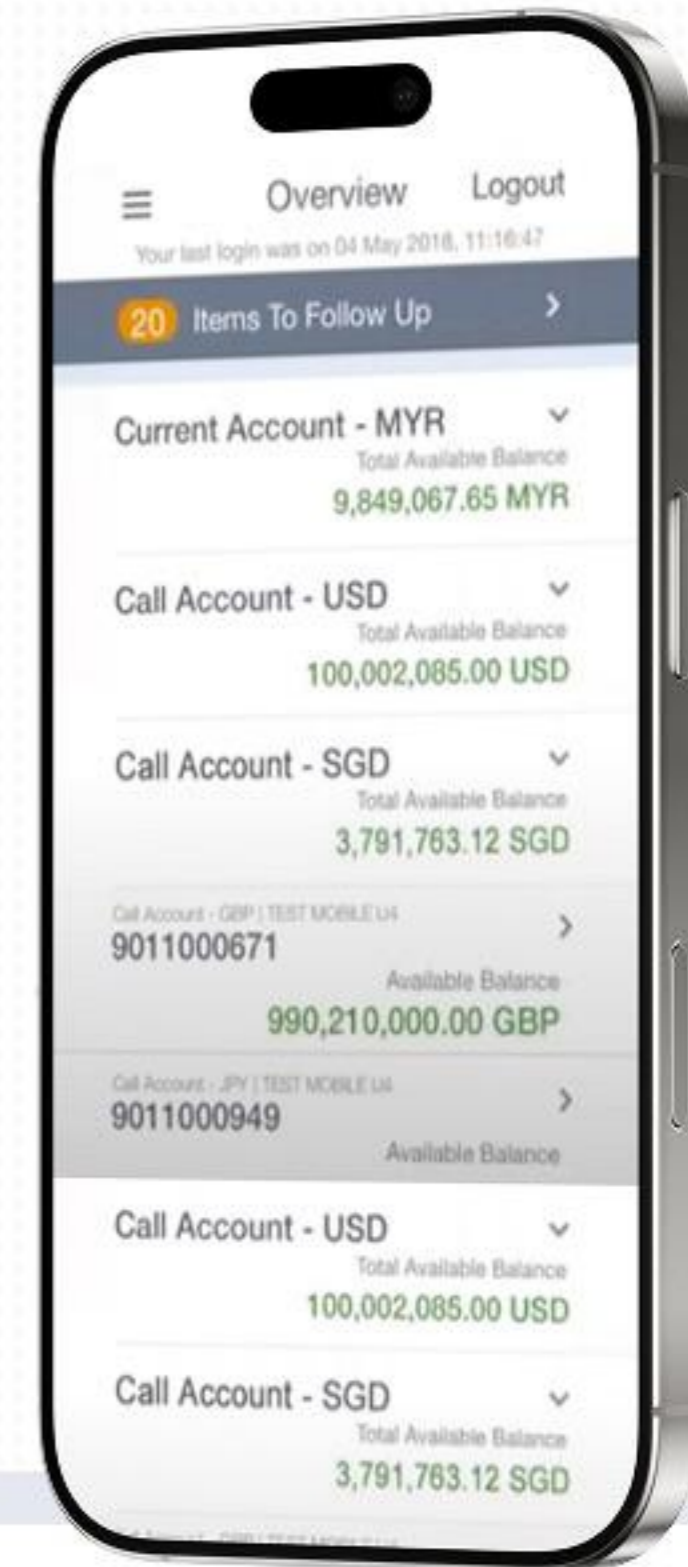 Overview Logout
Your last login was on 04 May 2018, 11:16:47
20 Items To Follow Up
Current Account - MYR
Total Available Balance
9,849,067.65 MYR
Call Account - USD
Total Available Balance
100,002,085.00 USD
Call Account - SGD
Total Available Balance
3,791,763.12 SGD
Call Account - GBP | TEST MOBILE U4
9011000671
Available Balance
990,210,000.00 GBP
Call Account - JPY | TEST MOBILE U4
9011000949
Available Balance
Call Account - USD
Total Available Balance
100,002,085.00 USD
Call Account - SGD
Total Available Balance
3,791,763.12 SGD